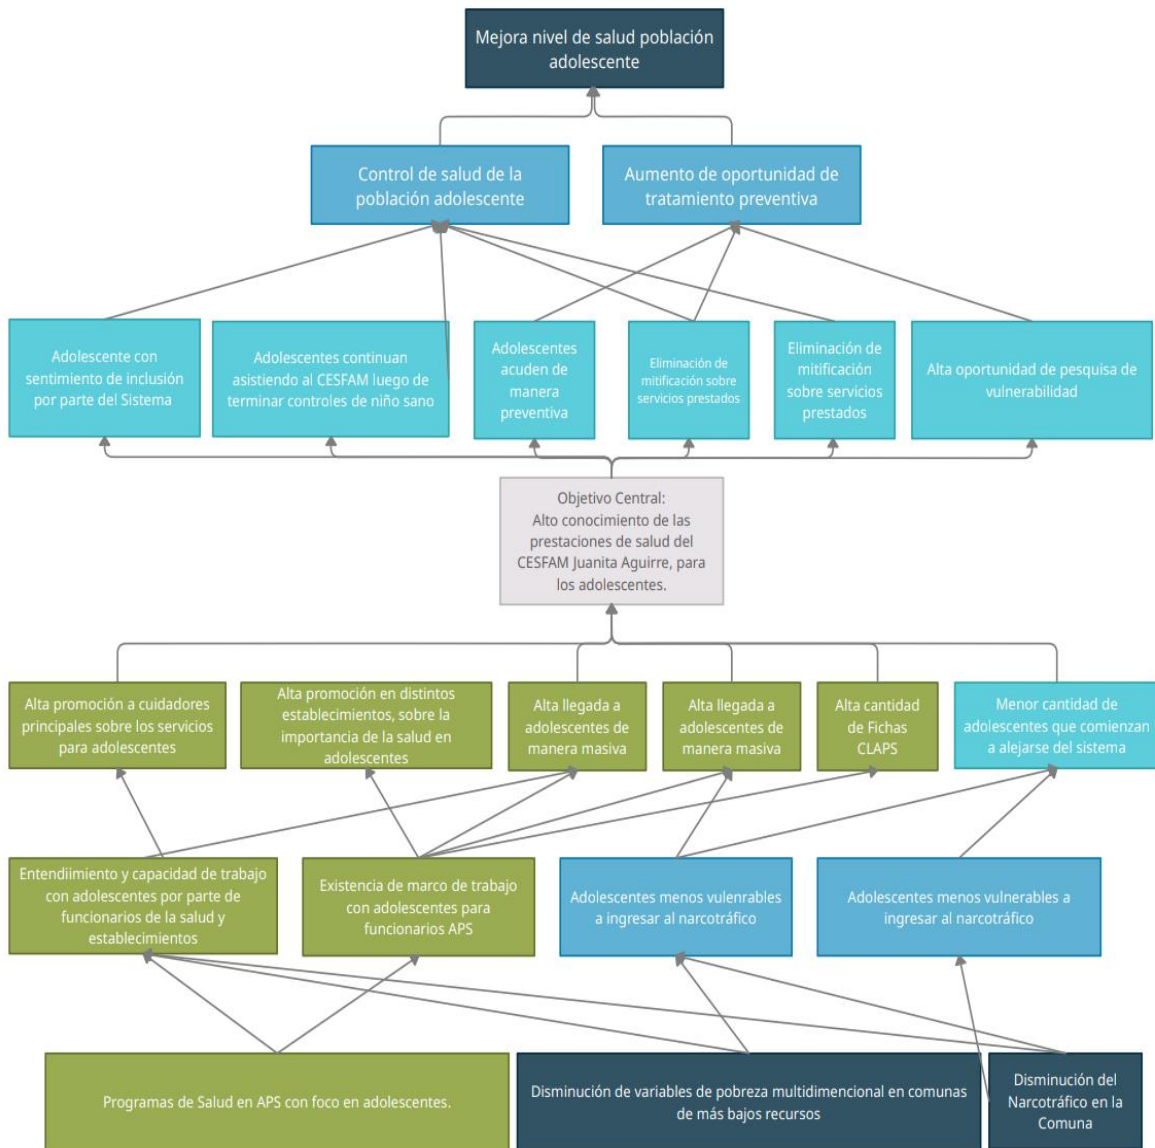 Mejora nivel de salud población
adolescente
Control de salud de la
población adolescente
Aumento de oportunidad de
tratamiento preventiva
Adolescente con
sentimiento de inclusión
por parte del Sistema
Adolescentes continuan
asistiendo al CESFAM luego de
terminar controles de niño sano
Adolescentes
acuden de
manera
preventiva
Eliminación de
mitificación sobre
servicios prestados
Eliminación de
mitificación
sobre servicios
prestados
Alta oportunidad de pesquisa de
vulnerabilidad
Objetivo Central:
Alto conocimiento de las
prestaciones de salud del
CESFAM Juanita Aguirre, para
los adolescentes.
Alta promoción a cuidadores
principales sobre los servicios
para adolescentes
Alta promoción en distintos
establecimientos, sobre la
importancia de la salud en
adolescentes
Alta llegada a
adolescentes de
manera masiva
Alta llegada a
adolescentes de
manera masiva
Alta cantidad
de Fichas
CLAPS
Menor cantidad de
adolescentes que comienzan
a alejarse del sistema
Entendiimiento y capacidad de trabajo
con adolescentes por parte de
funcionarios de la salud y
establecimientos
Existencia de marco de trabajo
con adolescentes para
funcionarios APS
Adolescentes menos vulenrables
a ingresar al narcotráfico
Adolescentes menos vulnerables a
ingresar al narcotráfico
Programas de Salud en APS con foco en adolescentes.
Disminución de variables de pobreza multidimencional en comunas
de más bajos recursos
Disminución del
Narcotráfico en la
Comuna